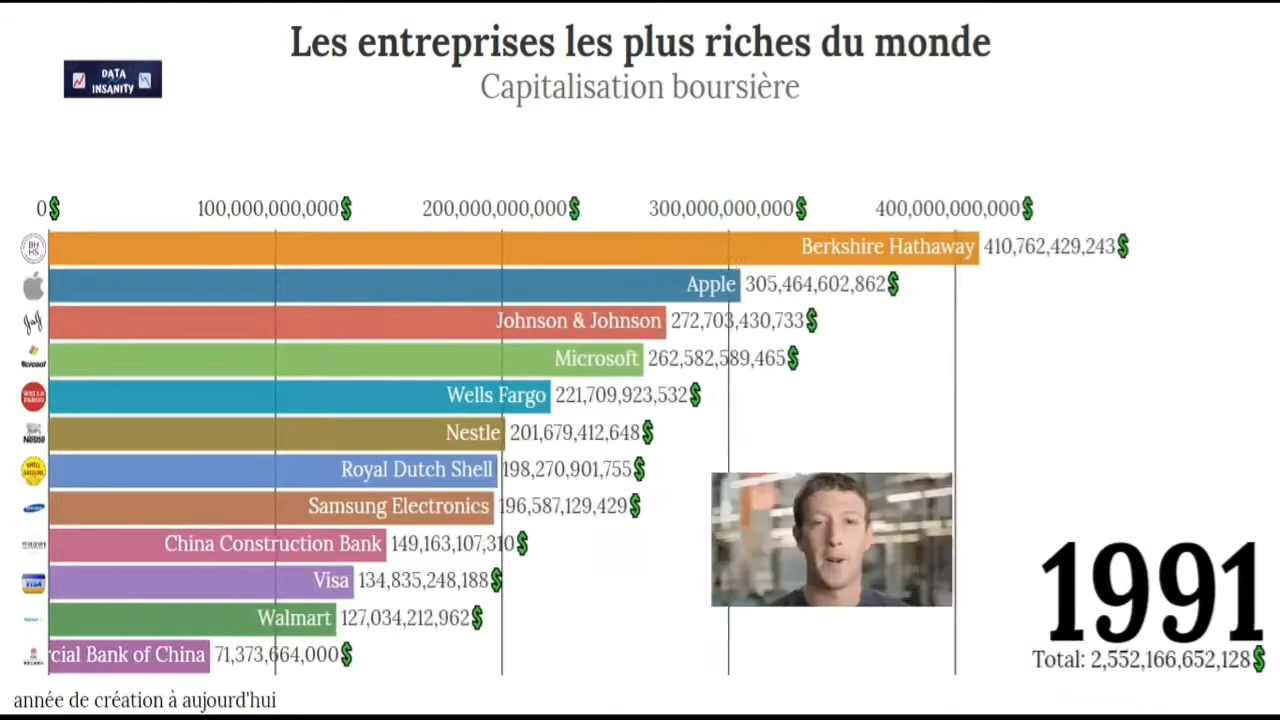 Les entreprises les plus riches du monde
Capitalisation boursière
DATA
INSANITY
0$ 100,000,000,000$ 200,000,000,000$ 300,000,000,000$ 400,000,000,000$
Berkshire Hathaway 410,762,429,243$
Apple 305,464,602,862$
Johnson & Johnson 272,703,430,733$
Microsoft 262,582,589,465$
WELLS FARGO Wells Fargo 221,709,923,532$
Nestle 201,679,412,648$
Royal Dutch Shell 198,270,901,755$
Samsung Electronics 196,587,129,429$
China Construction Bank 149,163,107,310$
VISA Visa 134,835,248,188$
Walmart 127,034,212,962$
rcial Bank of China 71,373,664,000$
1991
Total: 2,552,166,652,128$
année de création à aujourd'hui